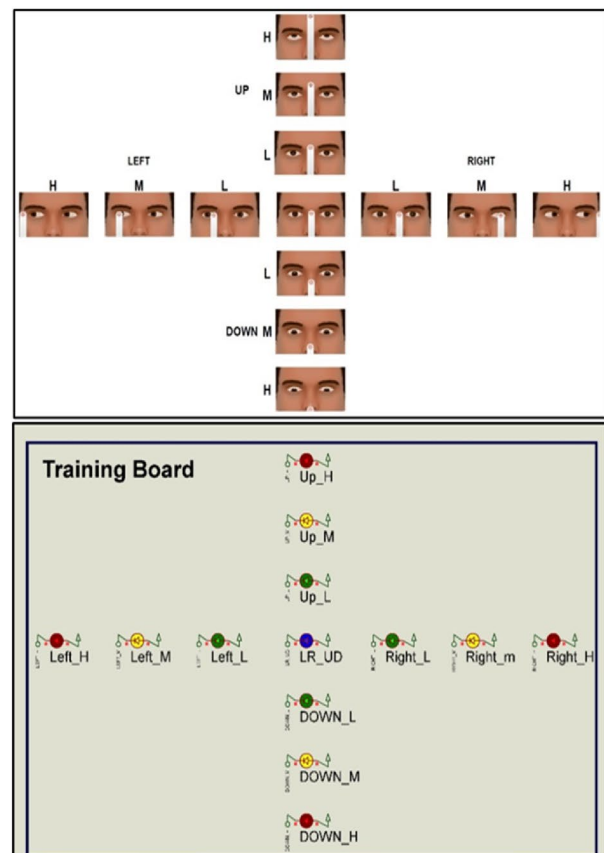 H
UP M
L
LEFT RIGHT
H M L L M H
L
DOWN M
H
Training Board
Up_H
Up_M
Up_L
Left_H Left_M Left_L LR_UD Right_L Right_m Right_H
DOWN_L
DOWN_M
DOWN_H